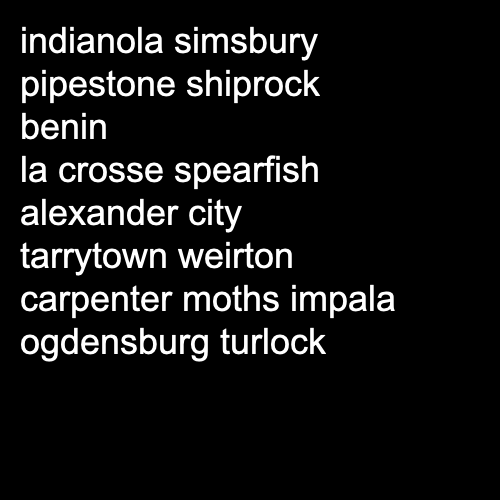 indianola simsbury
pipestone shiprock
benin
la crosse spearfish
alexander city
tarrytown weirton
carpenter moths impala
ogdensburg turlock